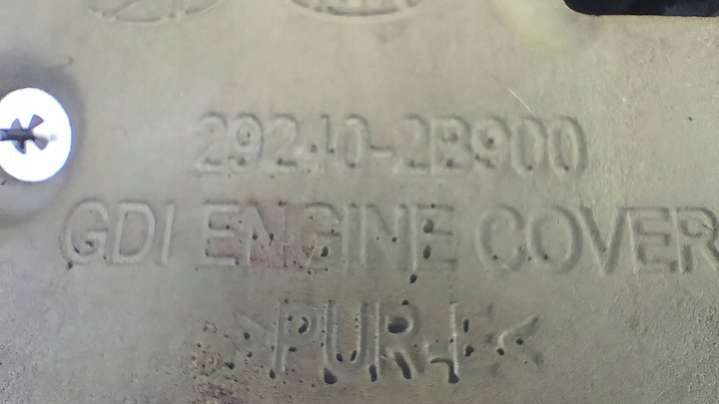 29240-2B900
GDI ENGINE COVER
>PUR-F<